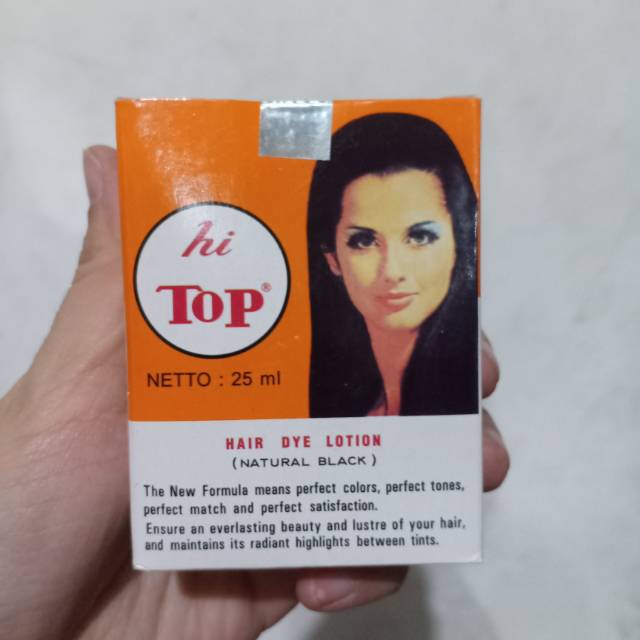 hi
TOP®
NETTO : 25 ml
HAIR DYE LOTION
(NATURAL BLACK)
The New Formula means perfect colors, perfect tones,
perfect match and perfect satisfaction.
Ensure an everlasting beauty and lustre of your hair,
and maintains its radiant highlights between tints.